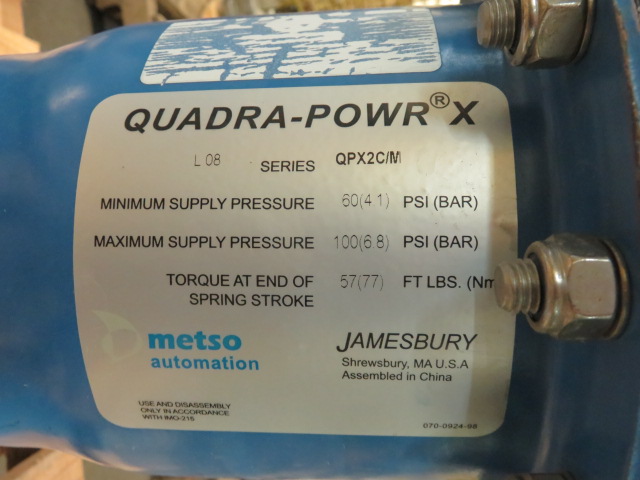 QUADRA-POWR® X
L 08 SERIES QPX2C/M
MINIMUM SUPPLY PRESSURE 60(4.1) PSI (BAR)
MAXIMUM SUPPLY PRESSURE 100(6.8) PSI (BAR)
TORQUE AT END OF 57(77) FT LBS. (Nm
SPRING STROKE
metso
automation
JAMESBURY
Shrewsbury, MA U.S.A
Assembled in China
USE AND DISASSEMBLY
ONLY IN ACCORDANCE
WITH IMO-215
070-0924-98